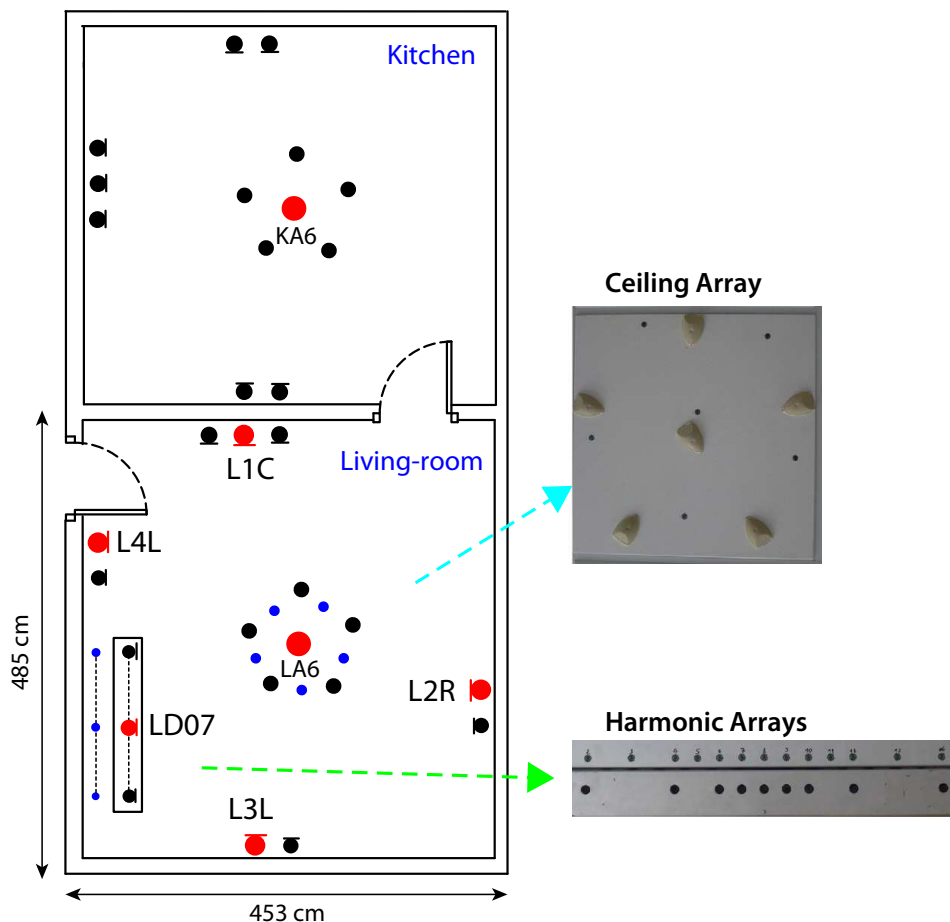 Kitchen
KA6
Ceiling Array
L1C
Living-room
L4L
LA6
L2R
LD07
485 cm
Harmonic Arrays
L3L
453 cm